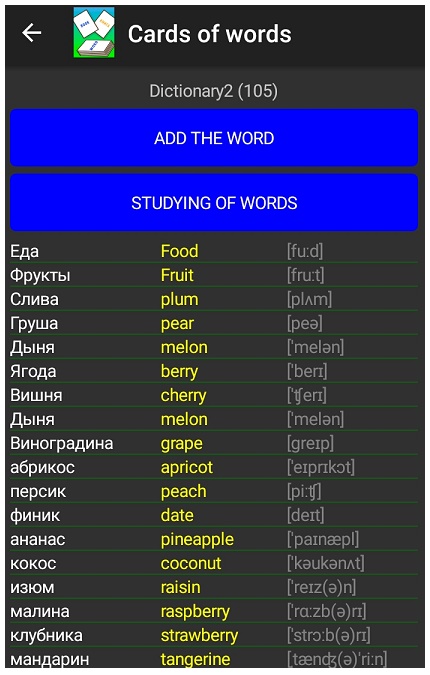 Cards of words
Dictionary2 (105)
ADD THE WORD
STUDYING OF WORDS
Еда Food [fuːd]
Фрукты Fruit [fruːt]
Слива plum [plʌm]
Груша pear [peə]
Дыня melon ['melən]
Ягода berry ['berɪ]
Вишня cherry ['ʧerɪ]
Дыня melon ['melən]
Виноградина grape [greɪp]
абрикос apricot ['eɪprɪkɔt]
персик peach [piːʧ]
финик date [deɪt]
ананас pineapple ['paɪnæpl]
кокос coconut ['kəukənʌt]
изюм raisin ['reɪz(ə)n]
малина raspberry ['rɑːzb(ə)rɪ]
клубника strawberry ['strɔːb(ə)rɪ]
мандарин tangerine [tænʤ(ə)'riːn]